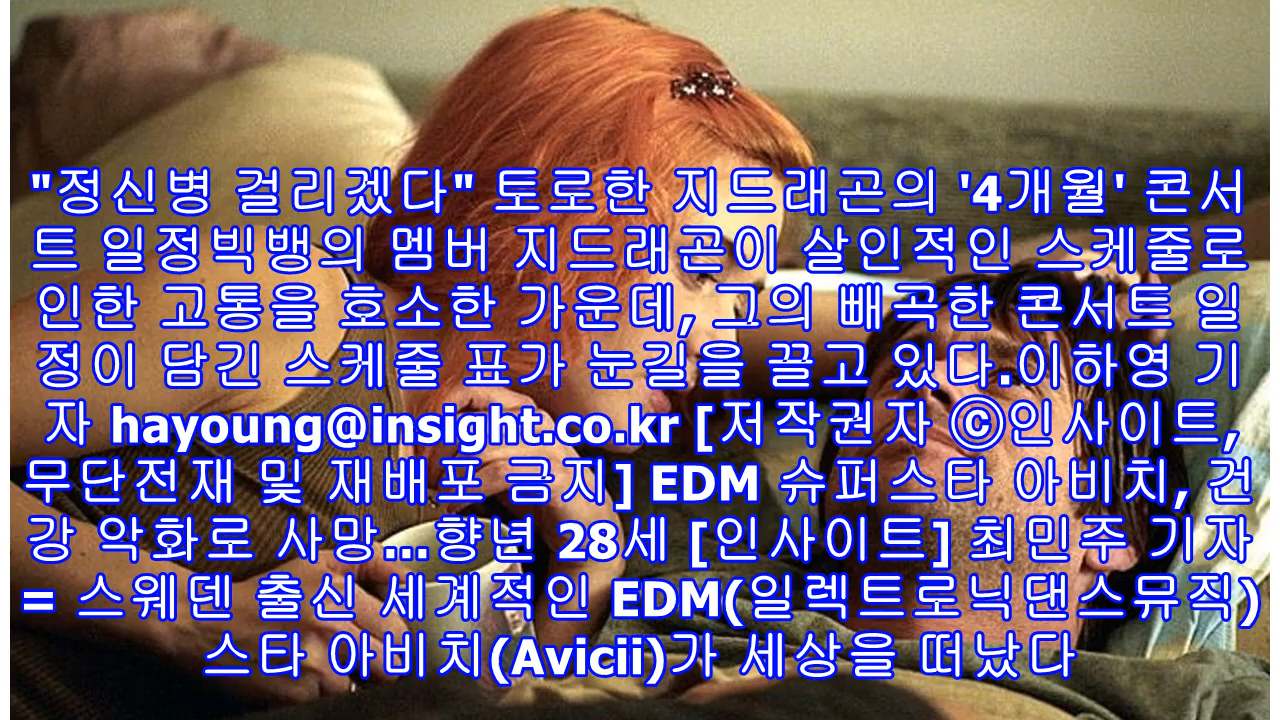 "정신병 걸리겠다" 토로한 지드래곤의 '4개월' 콘서
트 일정빅뱅의 멤버 지드래곤이 살인적인 스케줄로
인한 고통을 호소한 가운데, 그의 빼곡한 콘서트 일
정이 담긴 스케줄 표가 눈길을 끌고 있다.이하영 기
자 hayoung@insight.co.kr [저작권자 ⓒ인사이트,
무단전재 및 재배포 금지] EDM 슈퍼스타 아비치, 건
강 악화로 사망...향년 28세 [인사이트] 최민주 기자
= 스웨덴 출신 세계적인 EDM(일렉트로닉댄스뮤직)
스타 아비치(Avicii)가 세상을 떠났다